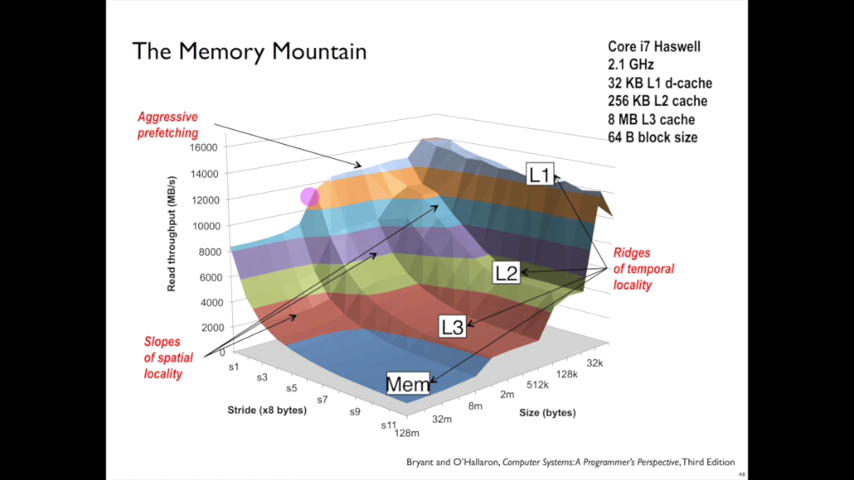 The Memory Mountain
Core i7 Haswell
2.1 GHz
32 KB L1 d-cache
256 KB L2 cache
8 MB L3 cache
64 B block size
Aggressive
prefetching
16000
14000
12000
10000
8000
6000
4000
2000
0
Read throughput (MB/s)
L1
L2
L3
Mem
Ridges
of temporal
locality
Slopes
of spatial
locality
s1
s3
s5
s7
s9
s11
Stride (x8 bytes)
128m
32m
8m
2m
512k
128k
32k
Size (bytes)
Bryant and O'Hallaron, Computer Systems: A Programmer's Perspective, Third Edition
48